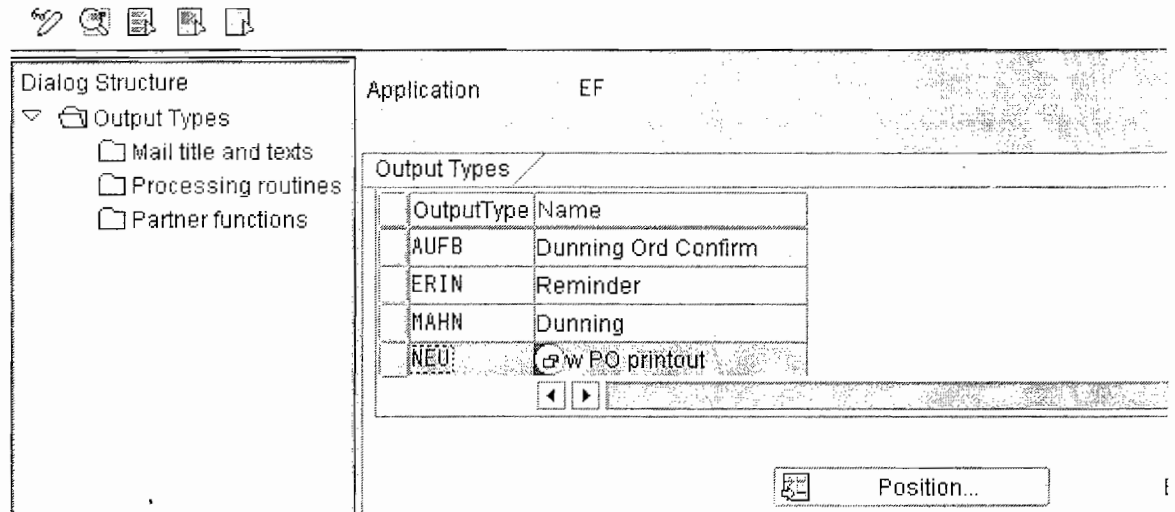 Dialog Structure
Output Types
Mail title and texts
Processing routines
Partner functions
Application EF
Output Types
OutputType Name
AUFB Dunning Ord Confirm
ERIN Reminder
MAHN Dunning
NEU w PO printout
Position...